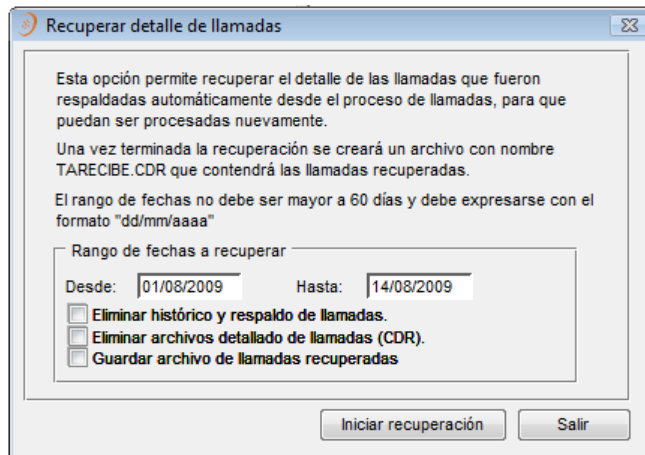 Recuperar detalle de llamadas
Esta opción permite recuperar el detalle de las llamadas que fueron
respaldadas automáticamente desde el proceso de llamadas, para que
puedan ser procesadas nuevamente.
Una vez terminada la recuperación se creará un archivo con nombre
TARECIBE.CDR que contendrá las llamadas recuperadas.
El rango de fechas no debe ser mayor a 60 días y debe expresarse con el
formato "dd/mm/aaaa"
Rango de fechas a recuperar
Desde: 01/08/2009 Hasta: 14/08/2009
Eliminar histórico y respaldo de llamadas.
Eliminar archivos detallado de llamadas (CDR).
Guardar archivo de llamadas recuperadas
Iniciar recuperación Salir